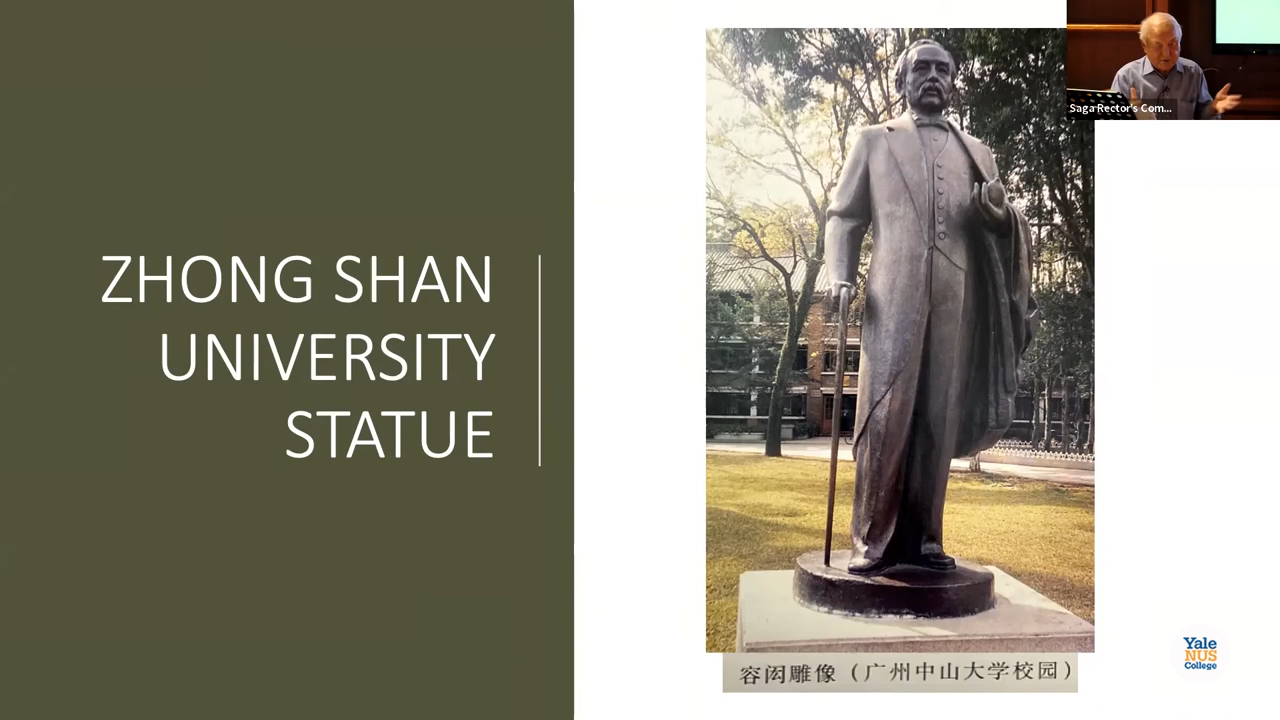 ZHONG SHAN
UNIVERSITY
STATUE
Saga Rector's Com...
容闳雕像（广州中山大学校园）
Yale
NUS
College